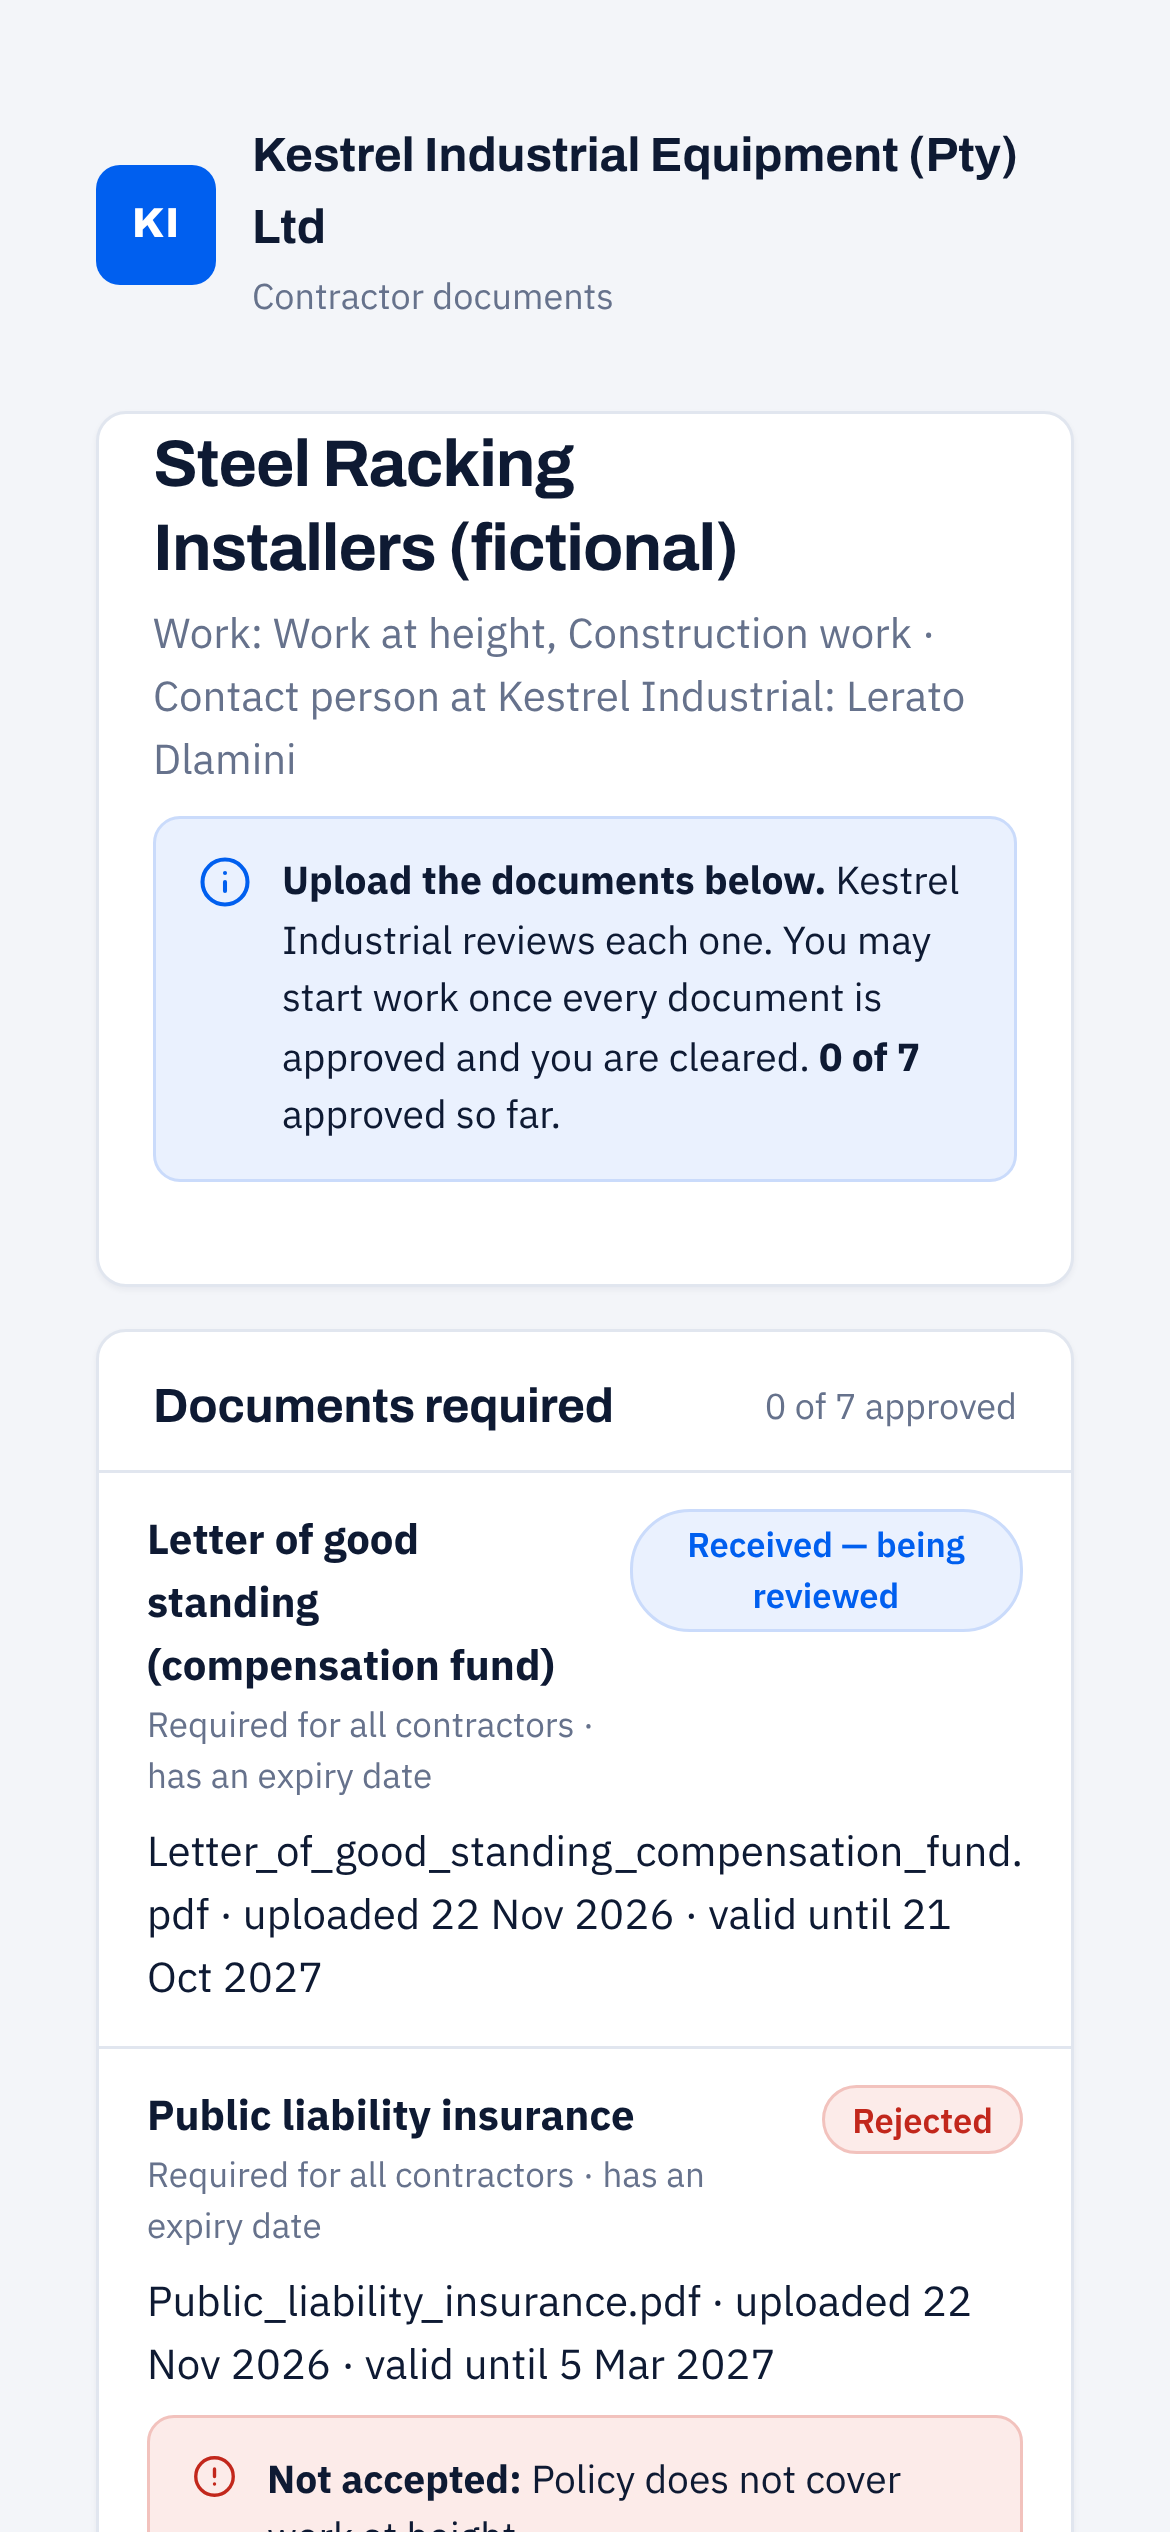 KI
Kestrel Industrial Equipment (Pty)
Ltd
Contractor documents
Steel Racking
Installers (fictional)
Work: Work at height, Construction work ·
Contact person at Kestrel Industrial: Lerato
Dlamini
Upload the documents below. Kestrel
Industrial reviews each one. You may
start work once every document is
approved and you are cleared. 0 of 7
approved so far.
Documents required
0 of 7 approved
Letter of good
standing
(compensation fund)
Received — being
reviewed
Required for all contractors ·
has an expiry date
Letter_of_good_standing_compensation_fund.
pdf · uploaded 22 Nov 2026 · valid until 21
Oct 2027
Public liability insurance
Rejected
Required for all contractors · has an
expiry date
Public_liability_insurance.pdf · uploaded 22
Nov 2026 · valid until 5 Mar 2027
Not accepted: Policy does not cover
work at height